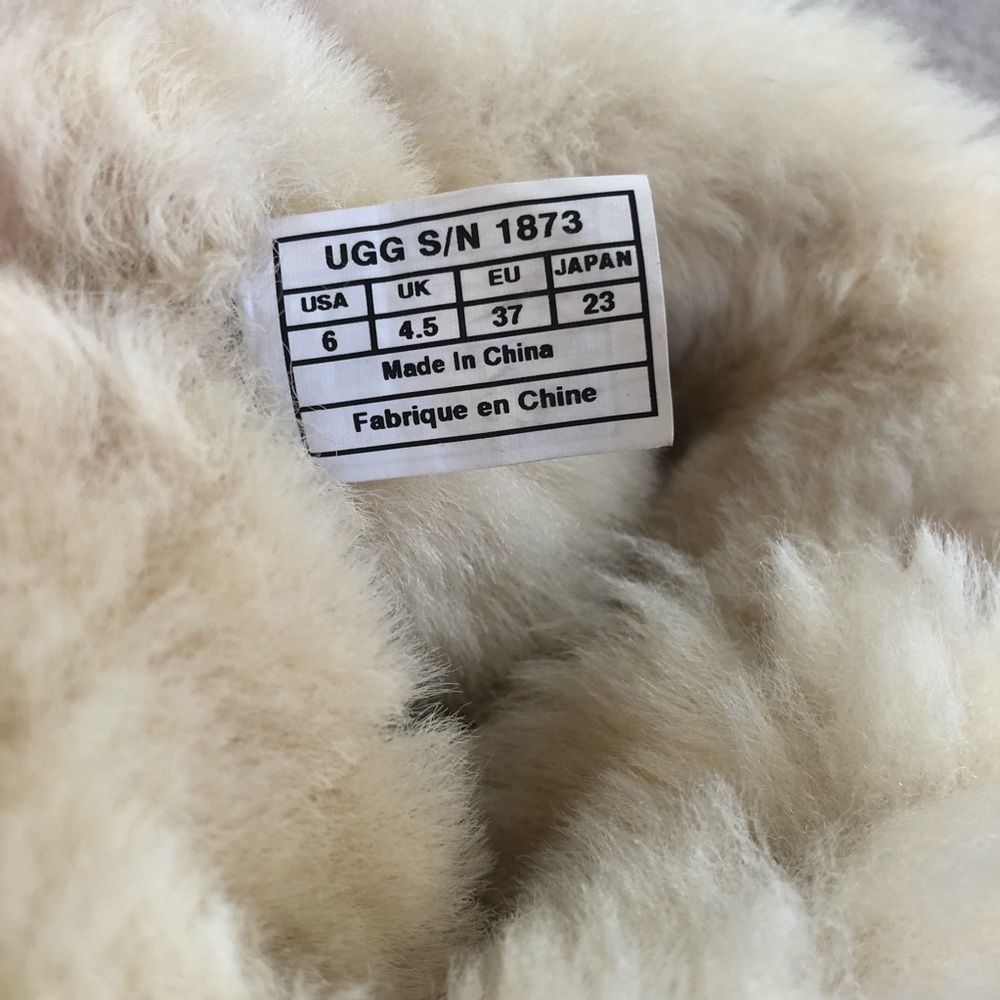 UGG S/N 1873
USA UK EU JAPAN
6 4.5 37 23
Made In China
Fabrique en Chine